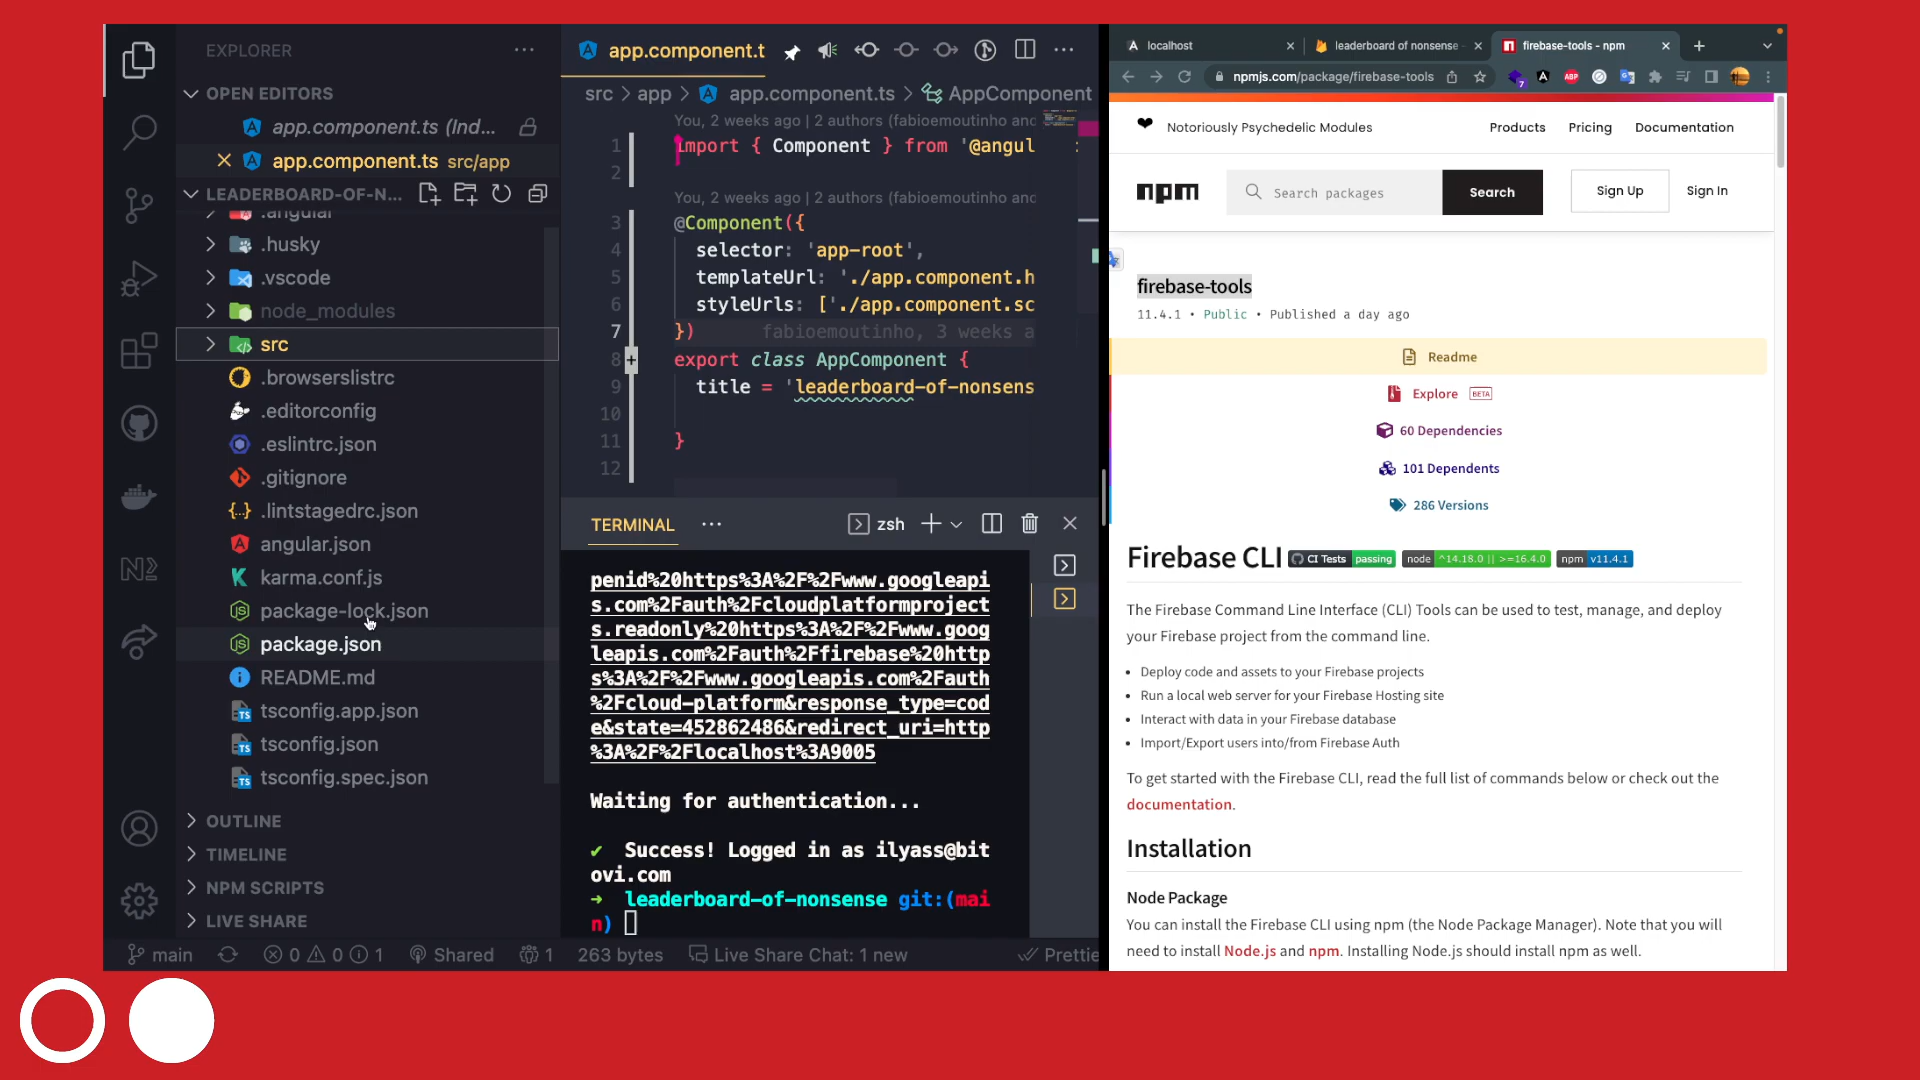 EXPLORER
OPEN EDITORS
app.component.ts (Ind...
app.component.ts src/app
LEADERBOARD-OF-N...
.angular
.husky
.vscode
node_modules
src
.browserslistrc
.editorconfig
.eslintrc.json
.gitignore
.lintstagedrc.json
angular.json
karma.conf.js
package-lock.json
package.json
README.md
tsconfig.app.json
tsconfig.json
tsconfig.spec.json
OUTLINE
TIMELINE
NPM SCRIPTS
LIVE SHARE
app.component.t
src > app > app.component.ts > AppComponent
You, 2 weeks ago | 2 authors (fabioemoutinho and
1 import { Component } from '@angul
2
You, 2 weeks ago | 2 authors (fabioemoutinho and
3 @Component({
4 selector: 'app-root',
5 templateUrl: './app.component.h
6 styleUrls: ['./app.component.sc
7 }) fabioemoutinho, 3 weeks a
8 export class AppComponent {
9 title = 'leaderboard-of-nonsens
10
11 }
12
TERMINAL ... zsh
penid%20https%3A%2F%2Fwww.googleapi
s.com%2Fauth%2Fcloudplatformproject
s.readonly%20https%3A%2F%2Fwww.goog
leapis.com%2Fauth%2Ffirebase%20http
s%3A%2F%2Fwww.googleapis.com%2Fauth
%2Fcloud-platform&response_type=cod
e&state=452862486&redirect_uri=http
%3A%2F%2Flocalhost%3A9005
Waiting for authentication...
✔ Success! Logged in as ilyass@bit
ovi.com
➜ leaderboard-of-nonsense git:(mai
n)
main 0 0 1 Shared 1 263 bytes Live Share Chat: 1 new Prettie
localhost
leaderboard of nonsense -
firebase-tools - npm
npmjs.com/package/firebase-tools
7
ABP
Notoriously Psychedelic Modules
Products Pricing Documentation
npm
Search packages
Search
Sign Up
Sign In
firebase-tools
11.4.1 • Public • Published a day ago
Readme
Explore BETA
60 Dependencies
101 Dependents
286 Versions
Firebase CLI CI Tests passing node ^14.18.0 || >=16.4.0 npm v11.4.1
The Firebase Command Line Interface (CLI) Tools can be used to test, manage, and deploy
your Firebase project from the command line.
• Deploy code and assets to your Firebase projects
• Run a local web server for your Firebase Hosting site
• Interact with data in your Firebase database
• Import/Export users into/from Firebase Auth
To get started with the Firebase CLI, read the full list of commands below or check out the
documentation.
Installation
Node Package
You can install the Firebase CLI using npm (the Node Package Manager). Note that you will
need to install Node.js and npm. Installing Node.js should install npm as well.